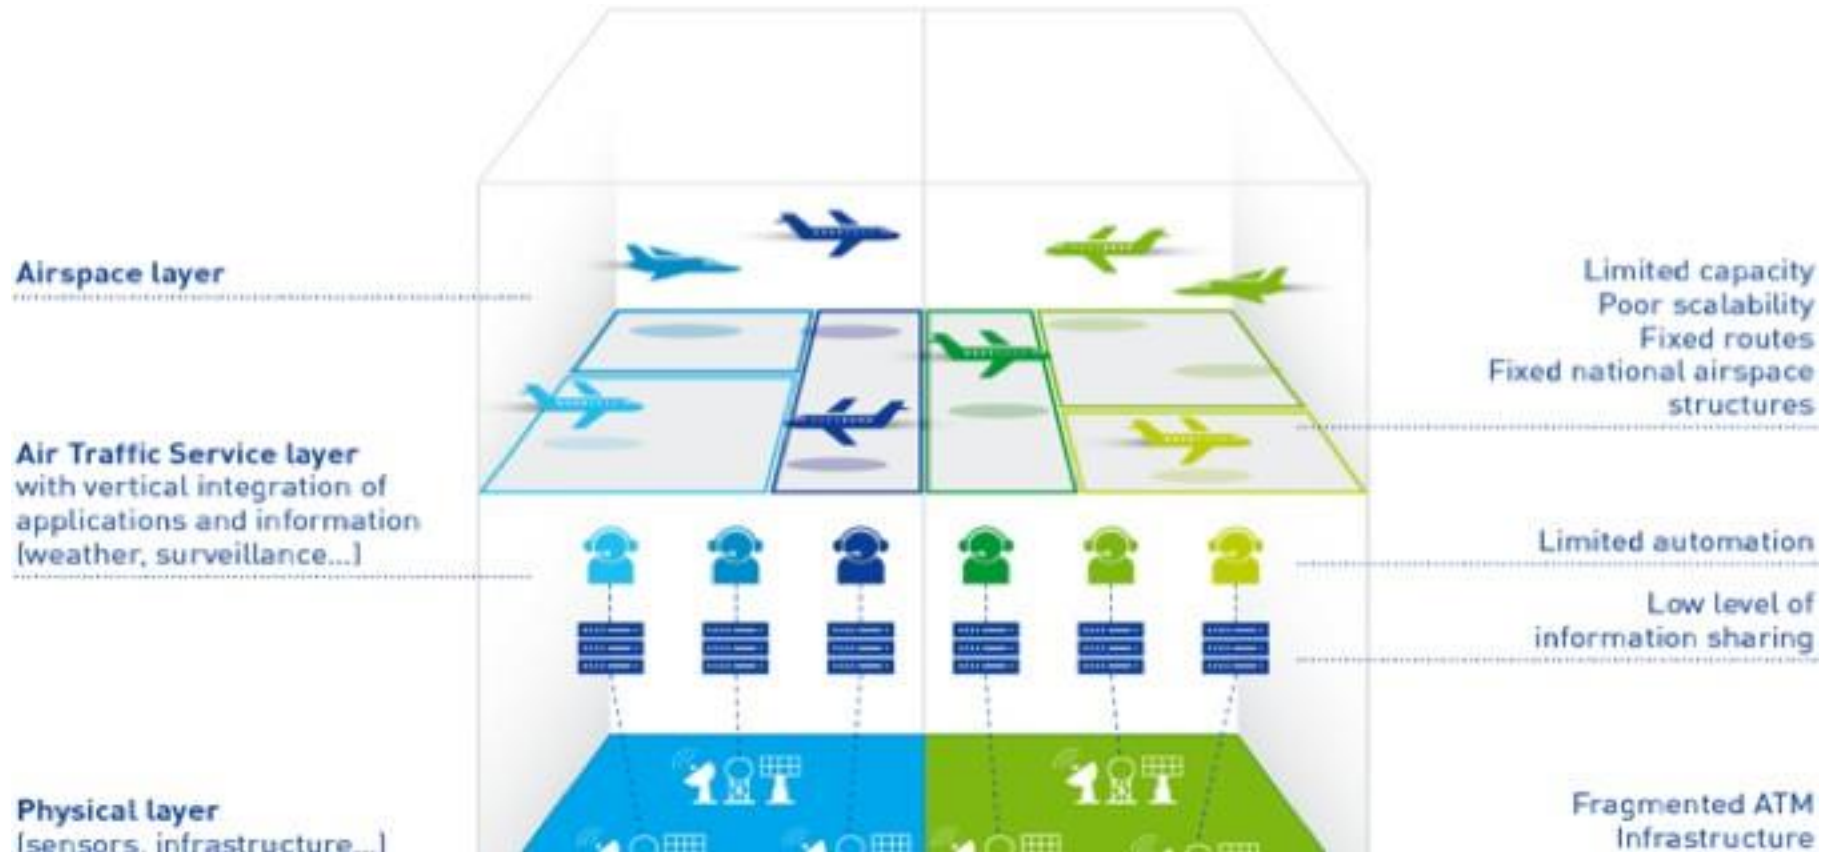 Airspace layer
Air Traffic Service layer
with vertical integration of
applications and information
(weather, surveillance...)
Physical layer
(sensors, infrastructure...)
Limited capacity
Poor scalability
Fixed routes
Fixed national airspace
structures
Limited automation
Low level of
information sharing
Fragmented ATM
Infrastructure